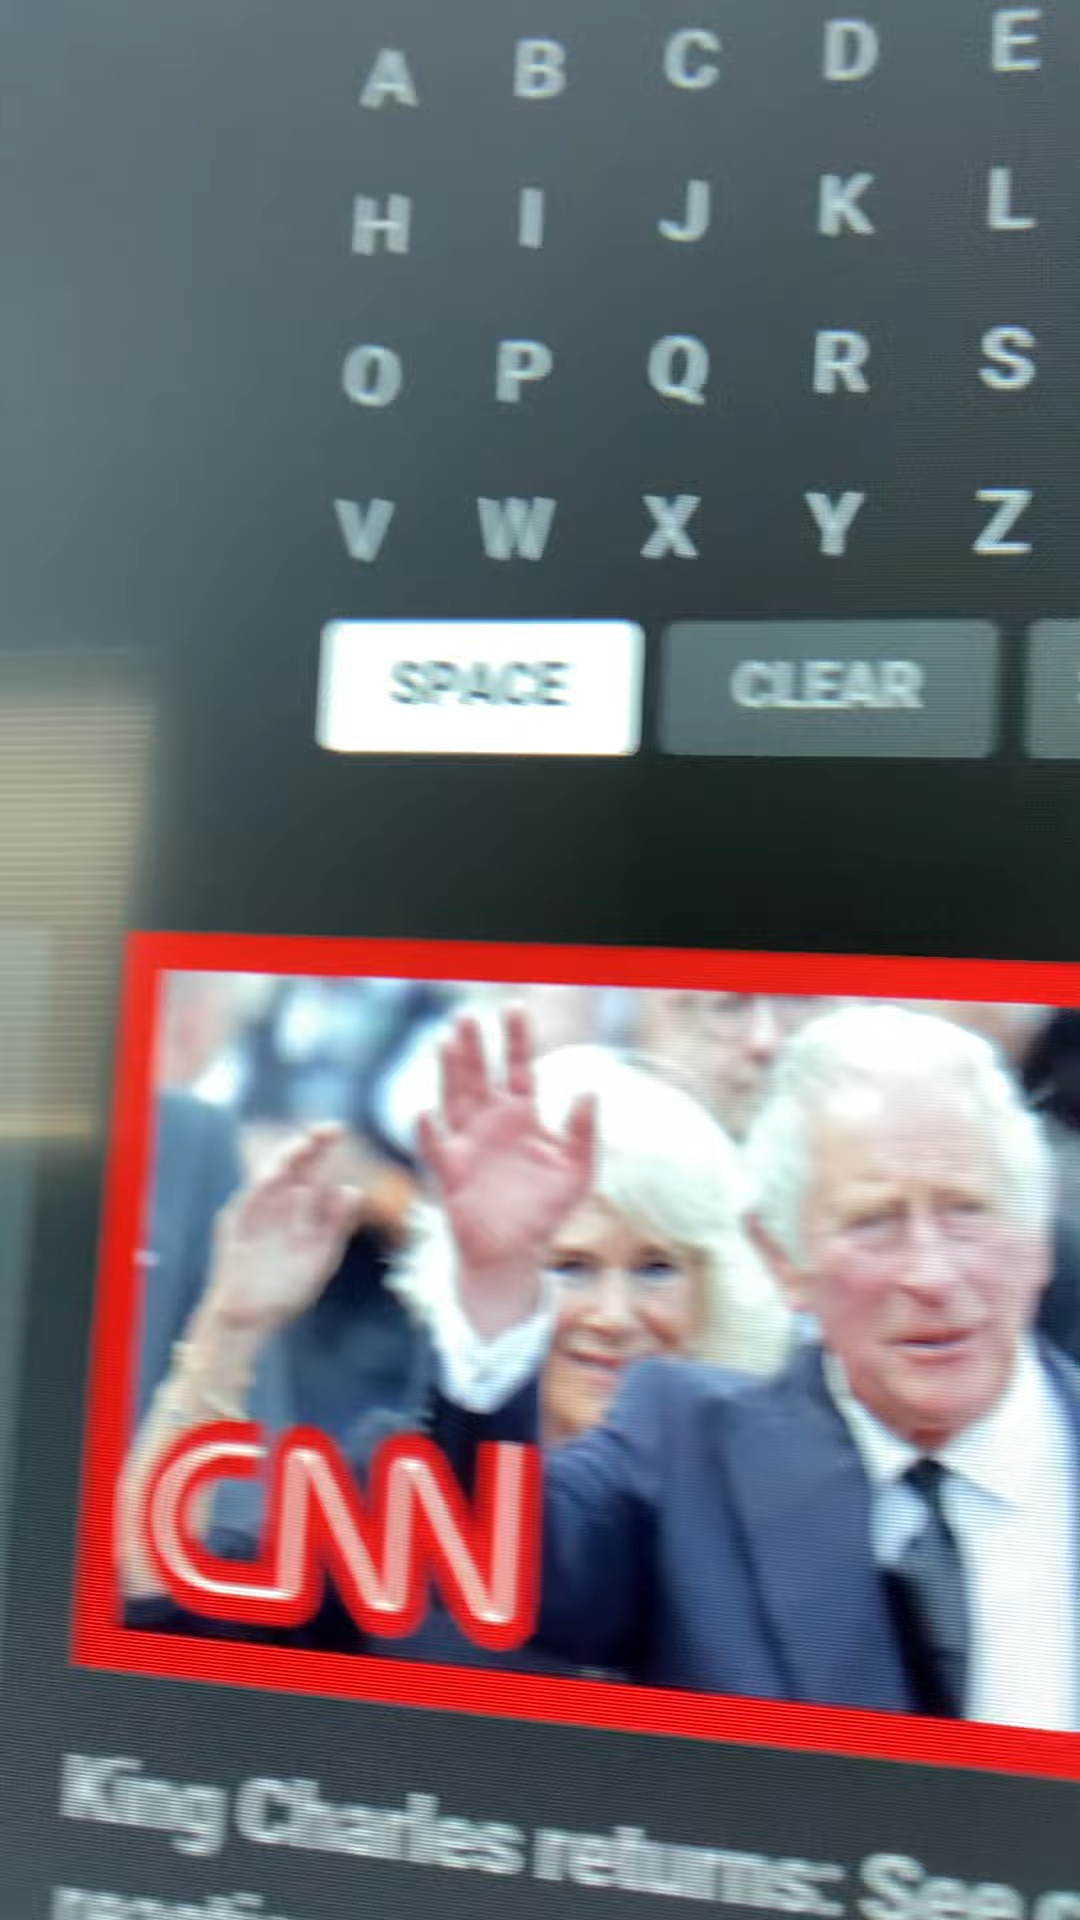 A B C D E
H I J K L
O P Q R S
V W X Y Z
SPACE CLEAR
CNN
King Charles returns: See